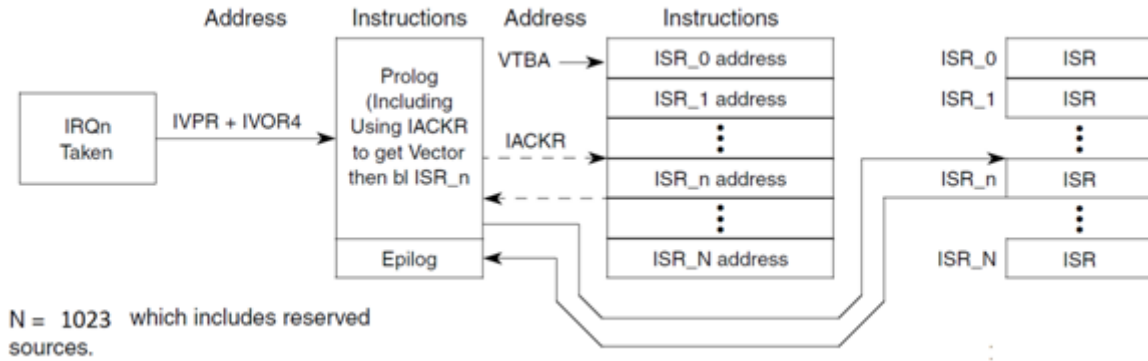 Address
Instructions
Address
Instructions
IRQn
Taken
IVPR + IVOR4
Prolog
(Including
Using IACKR
to get Vector
then bl ISR_n
Epilog
VTBA
IACKR
ISR_0 address
ISR_1 address
ISR_n address
ISR_N address
ISR_0
ISR
ISR_1
ISR
ISR_n
ISR
ISR_N
ISR
N = 1023 which includes reserved
sources.